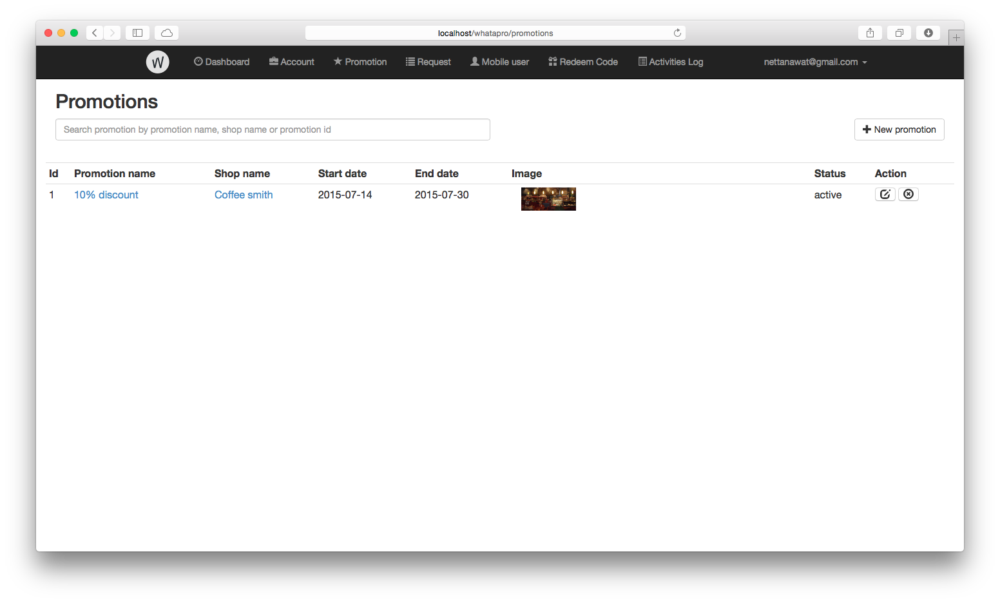 localhost/whatapro/promotions
W Dashboard Account Promotion Request Mobile user Redeem Code Activities Log nettanawat@gmail.com
Promotions
Search promotion by promotion name, shop name or promotion id
New promotion
Id Promotion name Shop name Start date End date Image Status Action
1 10% discount Coffee smith 2015-07-14 2015-07-30 active